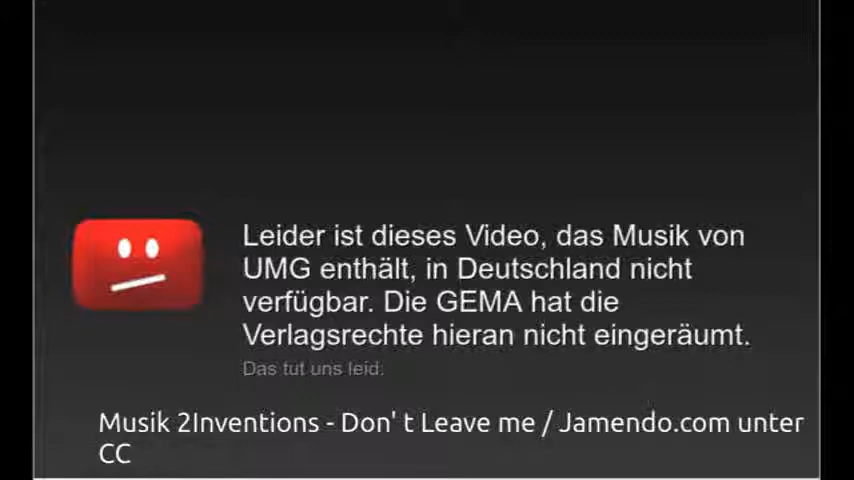 Leider ist dieses Video, das Musik von
UMG enthält, in Deutschland nicht
verfügbar. Die GEMA hat die
Verlagsrechte hieran nicht eingeräumt.
Das tut uns leid.
Musik 2Inventions - Don' t Leave me / Jamendo.com unter
CC